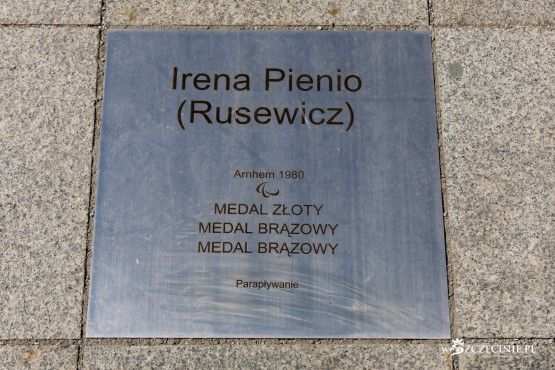 Irena Pienio
(Rusewicz)
Arnhem 1980
MEDAL ZŁOTY
MEDAL BRĄZOWY
MEDAL BRĄZOWY
Parapływanie
wSZCZECINIE.PL